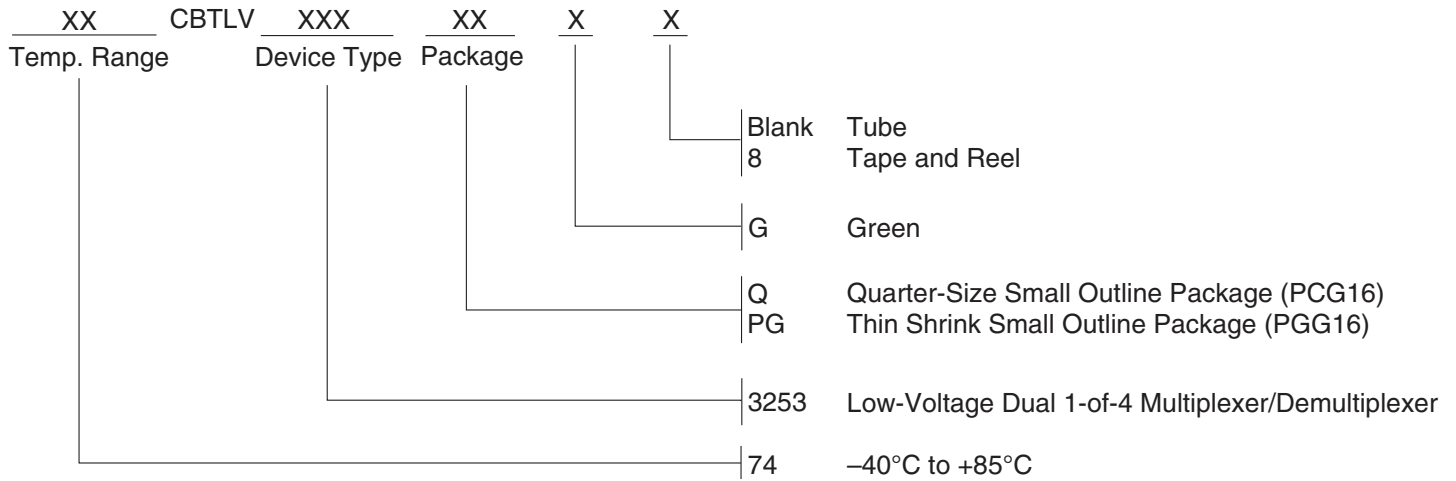 XX CBTLV XXX XX X X
Temp. Range Device Type Package
Blank Tube
8 Tape and Reel
G Green
Q Quarter-Size Small Outline Package (PCG16)
PG Thin Shrink Small Outline Package (PGG16)
3253 Low-Voltage Dual 1-of-4 Multiplexer/Demultiplexer
74 –40°C to +85°C